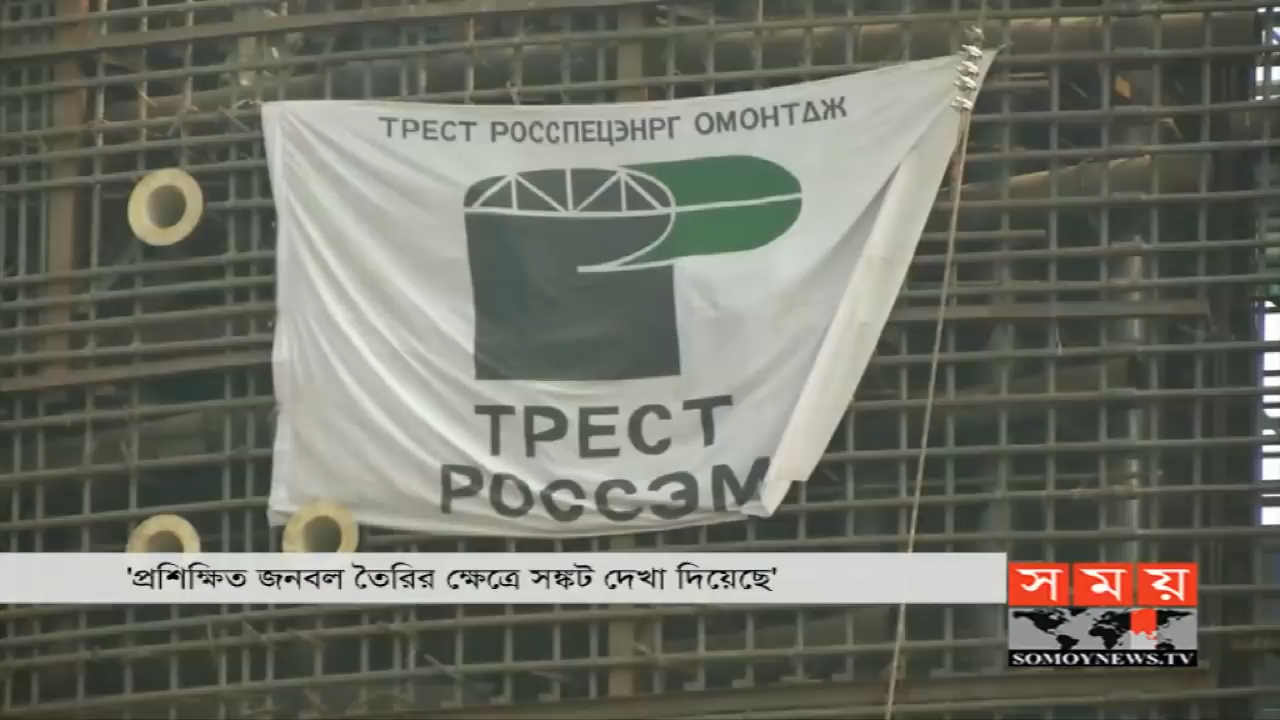 ТРЕСТ РОССПЕЦЭНРГ ОМОНТДЖ
ТРЕСТ
РОССЭМ
'প্রশিক্ষিত জনবল তৈরির ক্ষেত্রে সঙ্কট দেখা দিয়েছে'
সময়
SOMOYNEWS.TV